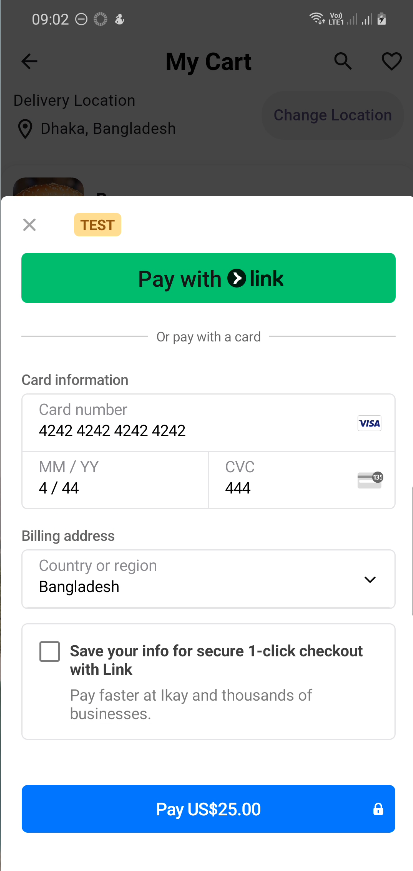 09:02
Vo)) LTE1
My Cart
Delivery Location
Dhaka, Bangladesh
Change Location
TEST
Pay with link
Or pay with a card
Card information
Card number
4242 4242 4242 4242
VISA
MM / YY
CVC
4 / 44
444
Billing address
Country or region
Bangladesh
Save your info for secure 1-click checkout
with Link
Pay faster at Ikay and thousands of
businesses.
Pay US$25.00